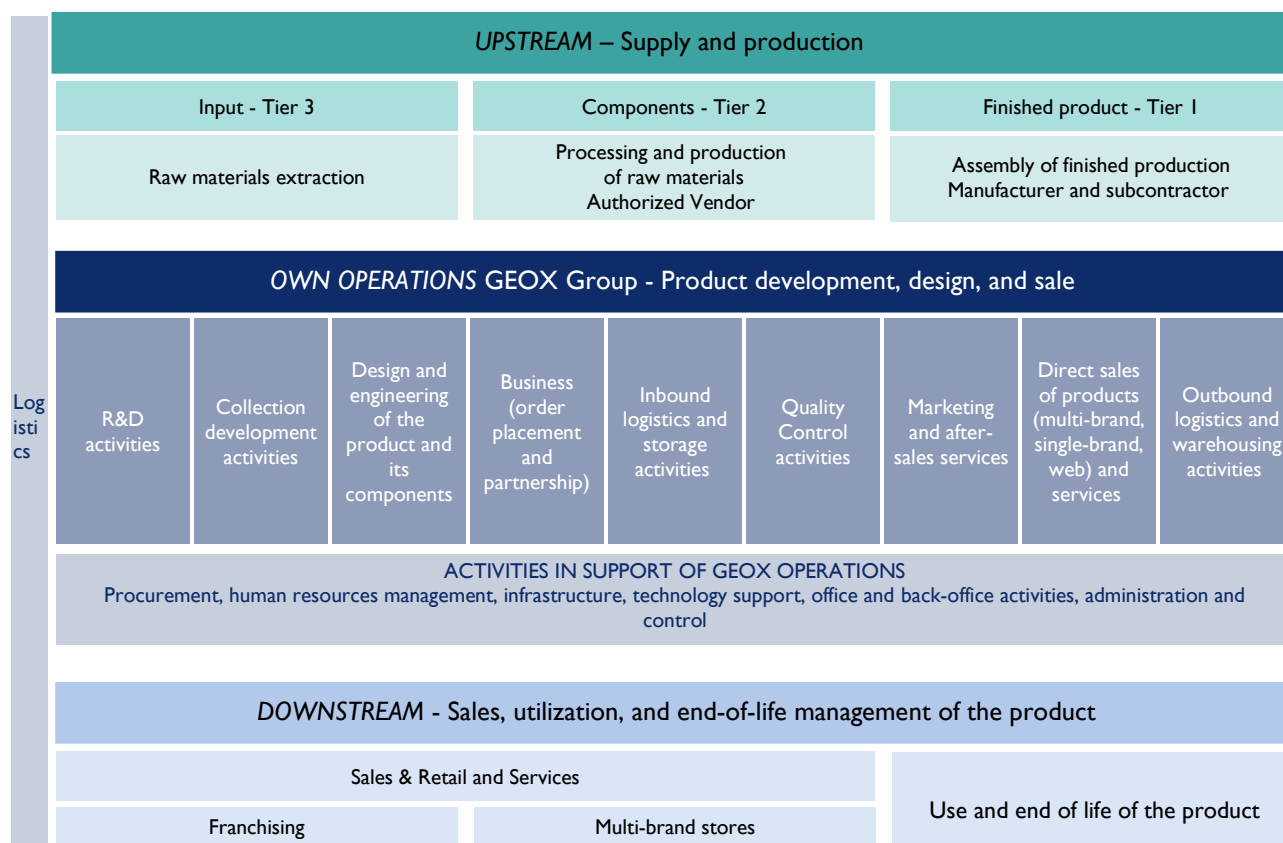 UPSTREAM – Supply and production
Input - Tier 3
Components - Tier 2
Finished product - Tier 1
Raw materials extraction
Processing and production
of raw materials
Authorized Vendor
Assembly of finished production
Manufacturer and subcontractor
OWN OPERATIONS GEOX Group - Product development, design, and sale
Log
isti
cs
R&D
activities
Collection
development
activities
Design and
engineering
of the
product and
its
components
Business
(order
placement
and
partnership)
Inbound
logistics and
storage
activities
Quality
Control
activities
Marketing
and after-
sales services
Direct sales
of products
(multi-brand,
single-brand,
web) and
services
Outbound
logistics and
warehousing
activities
ACTIVITIES IN SUPPORT OF GEOX OPERATIONS
Procurement, human resources management, infrastructure, technology support, office and back-office activities, administration and
control
DOWNSTREAM - Sales, utilization, and end-of-life management of the product
Sales & Retail and Services
Franchising
Multi-brand stores
Use and end of life of the product